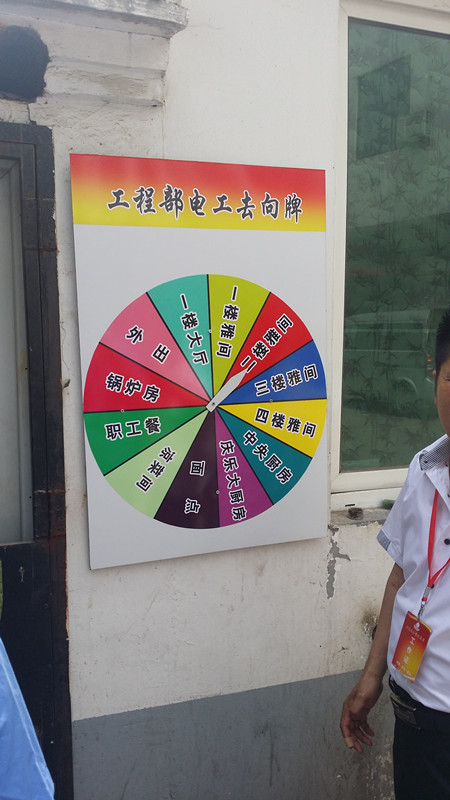 工程部电工去向牌
一楼大厅
一楼雅间
二楼雅间
三楼雅间
四楼雅间
中央厨房
庆乐大厨房
面点
凉菜间
职工餐
锅炉房
外出